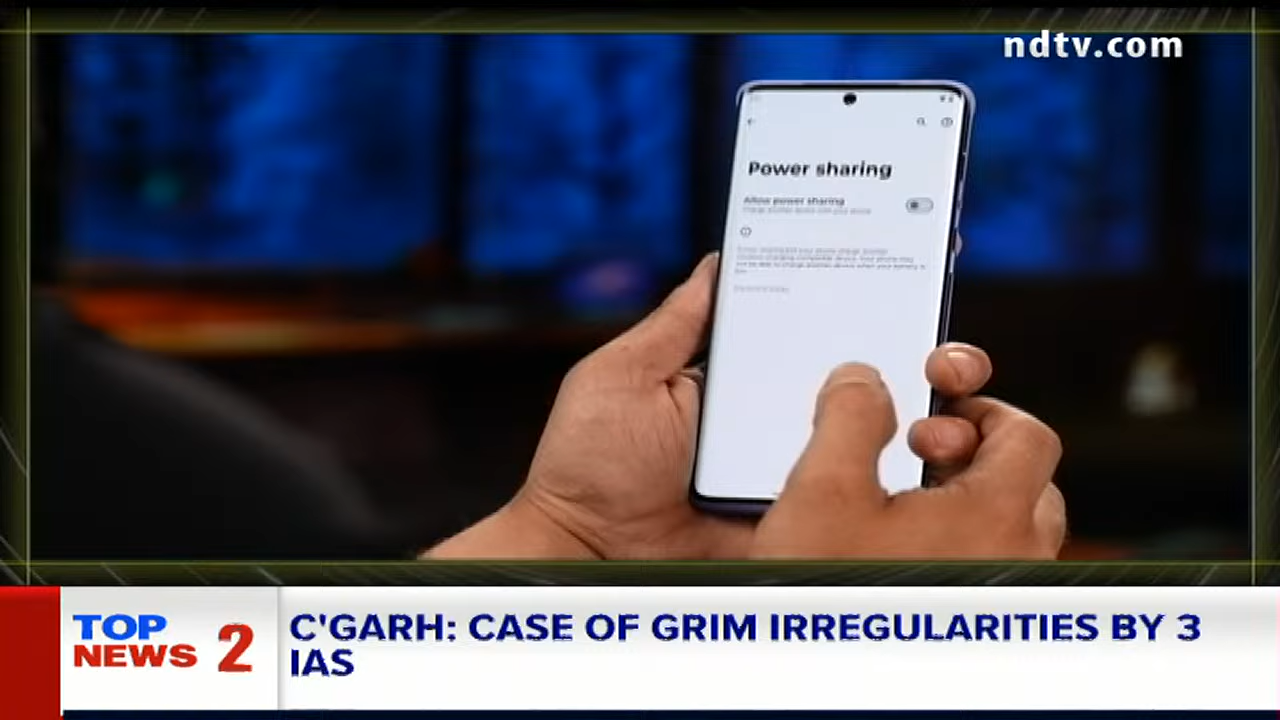 ndtv.com
Power sharing
Allow power sharing
TOP
NEWS 2
C'GARH: CASE OF GRIM IRREGULARITIES BY 3
IAS